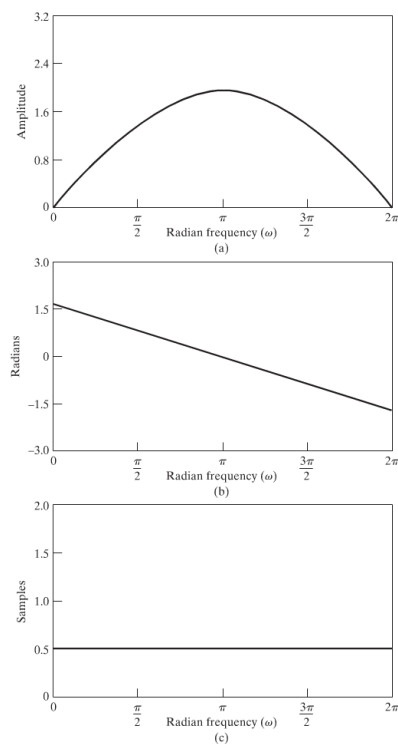 3.2
2.4
1.6
0.8
0
Amplitude
0 π/2 π 3π/2 2π
Radian frequency (ω)
(a)
3.0
1.5
0
–1.5
–3.0
Radians
0 π/2 π 3π/2 2π
Radian frequency (ω)
(b)
2.0
1.5
1.0
0.5
0
Samples
0 π/2 π 3π/2 2π
Radian frequency (ω)
(c)